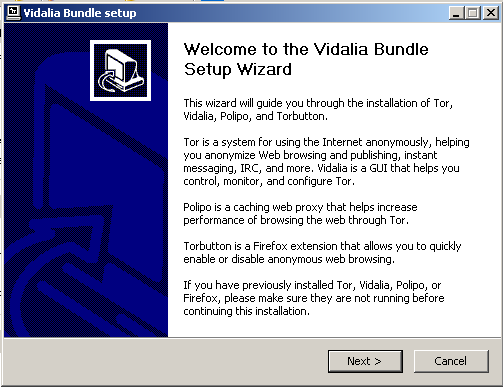 Vidalia Bundle setup
Welcome to the Vidalia Bundle
Setup Wizard
This wizard will guide you through the installation of Tor,
Vidalia, Polipo, and Torbutton.
Tor is a system for using the Internet anonymously, helping
you anonymize Web browsing and publishing, instant
messaging, IRC, and more. Vidalia is a GUI that helps you
control, monitor, and configure Tor.
Polipo is a caching web proxy that helps increase
performance of browsing the web through Tor.
Torbutton is a Firefox extension that allows you to quickly
enable or disable anonymous web browsing.
If you have previously installed Tor, Vidalia, Polipo, or
Firefox, please make sure they are not running before
continuing this installation.
Next >
Cancel